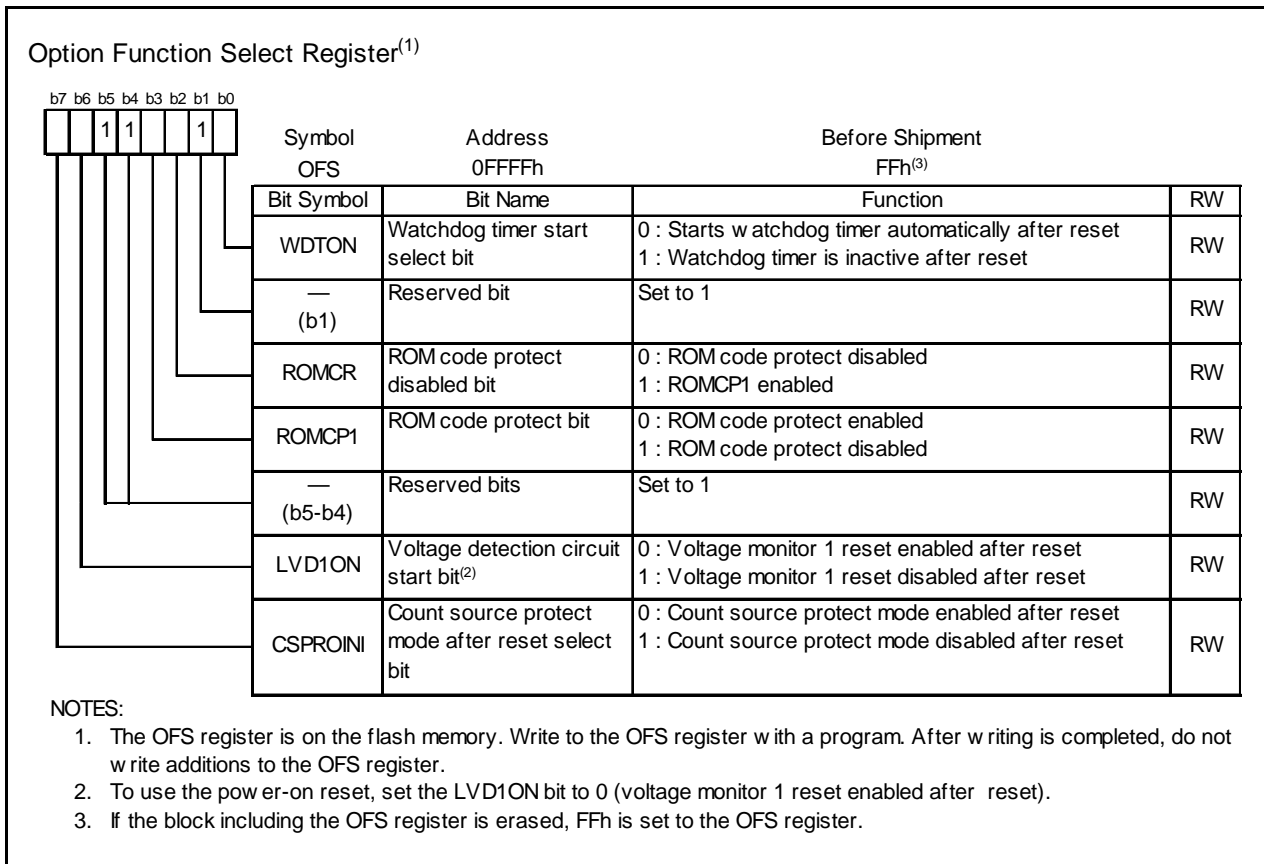 Option Function Select Register(1)
b7 b6 b5 b4 b3 b2 b1 b0
1 1 1
Symbol Address Before Shipment
OFS 0FFFFh FFh(3)
Bit Symbol Bit Name Function RW
WDTON Watchdog timer start select bit 0 : Starts watchdog timer automatically after reset RW
1 : Watchdog timer is inactive after reset
— (b1) Reserved bit Set to 1 RW
ROMCR ROM code protect disabled bit 0 : ROM code protect disabled RW
1 : ROMCP1 enabled
ROMCP1 ROM code protect bit 0 : ROM code protect enabled RW
1 : ROM code protect disabled
— (b5-b4) Reserved bits Set to 1 RW
LVD1ON Voltage detection circuit start bit(2) 0 : Voltage monitor 1 reset enabled after reset RW
1 : Voltage monitor 1 reset disabled after reset
CSPROINI Count source protect mode after reset select bit 0 : Count source protect mode enabled after reset RW
1 : Count source protect mode disabled after reset
NOTES:
1. The OFS register is on the flash memory. Write to the OFS register with a program. After writing is completed, do not
write additions to the OFS register.
2. To use the power-on reset, set the LVD1ON bit to 0 (voltage monitor 1 reset enabled after reset).
3. If the block including the OFS register is erased, FFh is set to the OFS register.